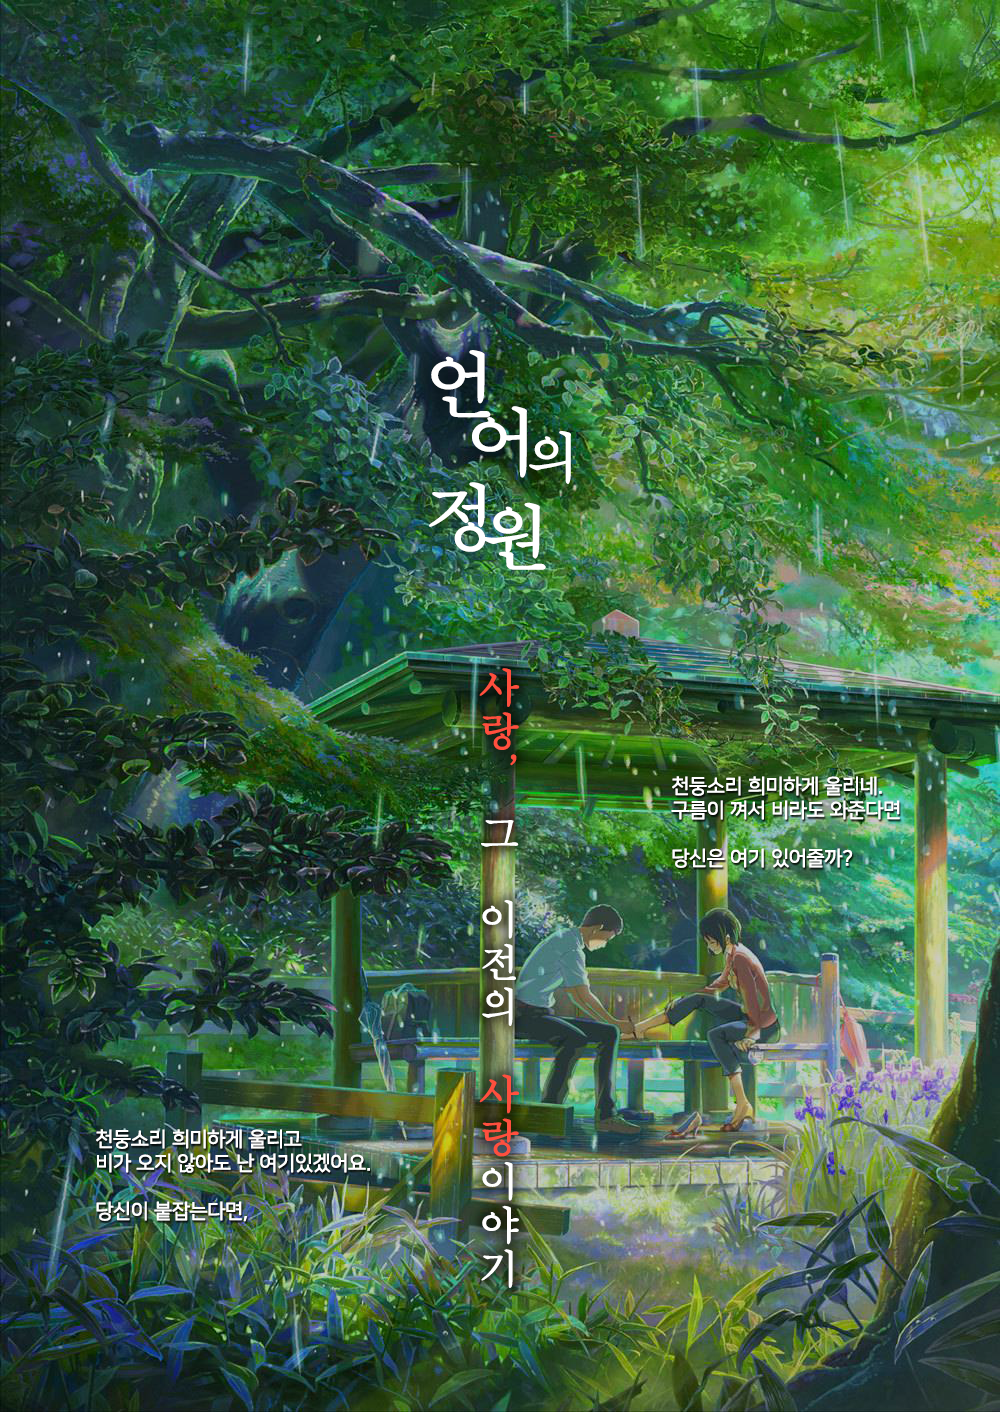 언어의
정원
사랑, 그 이전의 사랑이야기
천둥소리 희미하게 울리네.
구름이 껴서 비라도 와준다면
당신은 여기 있어줄까?
천둥소리 희미하게 울리고
비가 오지 않아도 난 여기있겠어요.
당신이 붙잡는다면,